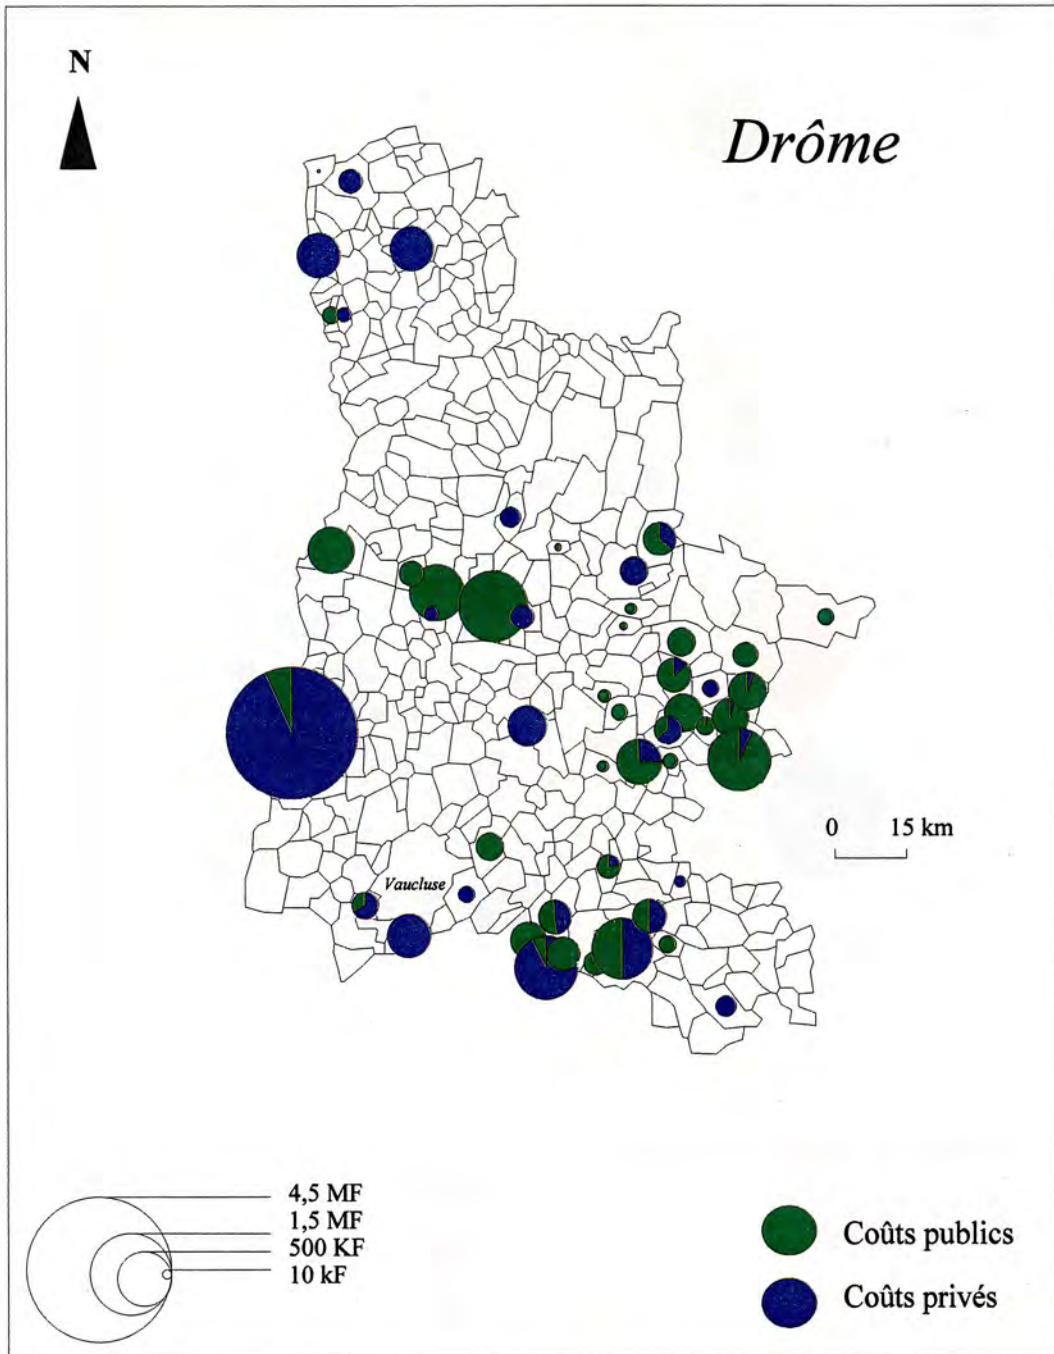 N
Drôme
0 15 km
Vaucluse
4,5 MF
1,5 MF
500 KF
10 kF
Coûts publics
Coûts privés